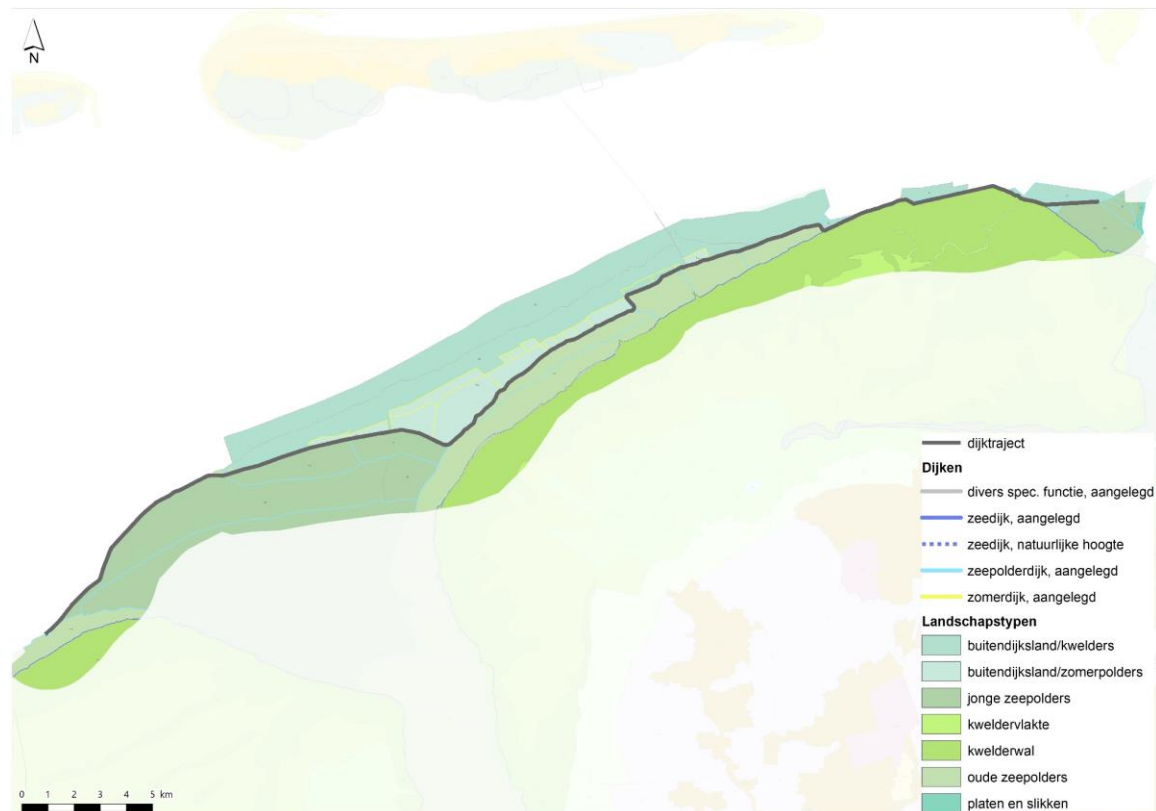 N
dijktraject
Dijken
divers spec. functie, aangelegd
zeedijk, aangelegd
zeedijk, natuurlijke hoogte
zeepolderdijk, aangelegd
zomerdijk, aangelegd
Landschapstypen
buitendijksland/kwelders
buitendijksland/zomerpolders
jonge zeepolders
kweldervlakte
kwelderwal
oude zeepolders
platen en slikken
0 1 2 3 4 5 km